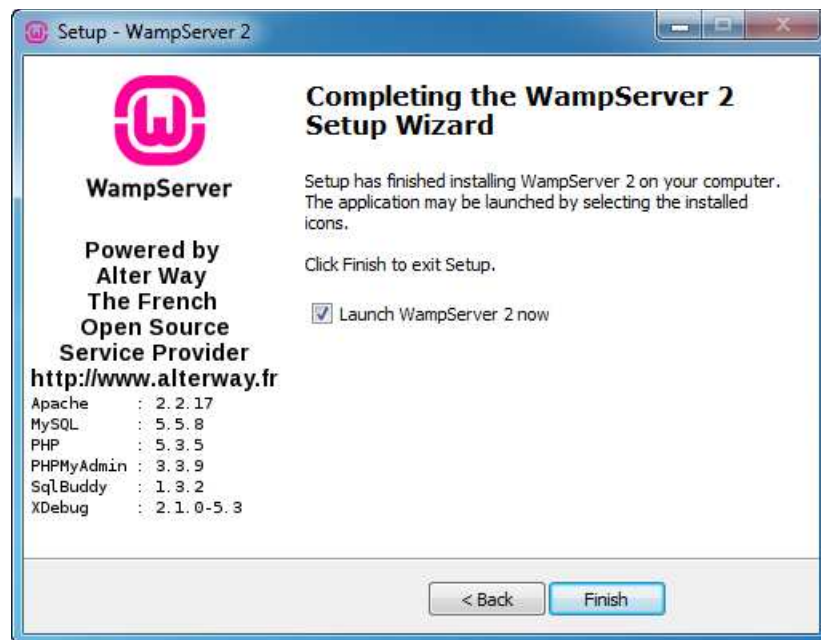 Setup - WampServer 2
WampServer
Powered by
Alter Way
The French
Open Source
Service Provider
http://www.alterway.fr
Apache : 2.2.17
MySQL : 5.5.8
PHP : 5.3.5
PHPMyAdmin : 3.3.9
SqlBuddy : 1.3.2
XDebug : 2.1.0-5.3
Completing the WampServer 2
Setup Wizard
Setup has finished installing WampServer 2 on your computer.
The application may be launched by selecting the installed
icons.
Click Finish to exit Setup.
Launch WampServer 2 now
< Back
Finish